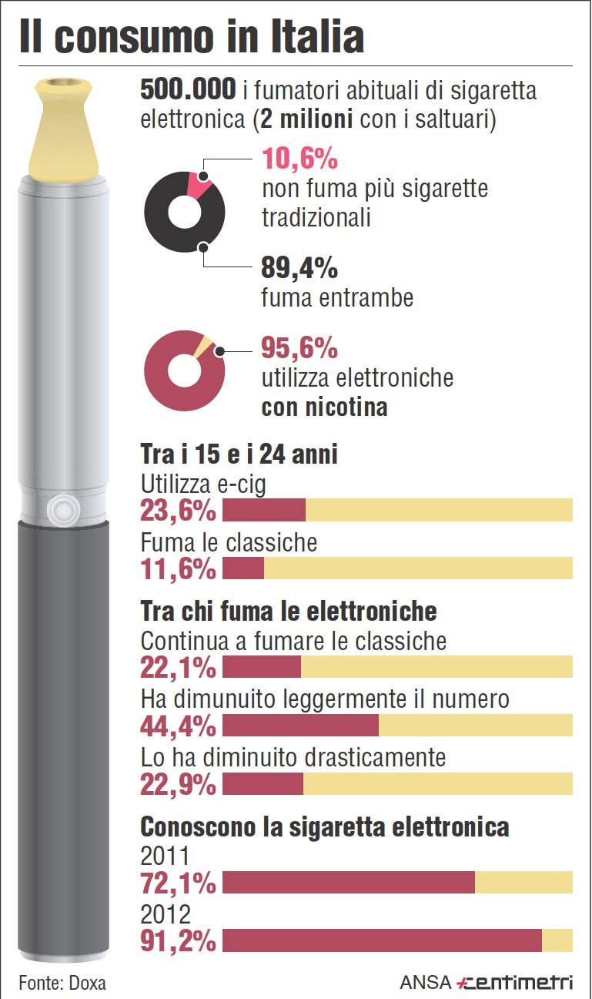 Il consumo in Italia
500.000 i fumatori abituali di sigaretta
elettronica (2 milioni con i saltuari)
10,6%
non fuma più sigarette
tradizionali
89,4%
fuma entrambe
95,6%
utilizza elettroniche
con nicotina
Tra i 15 e i 24 anni
Utilizza e-cig
23,6%
Fuma le classiche
11,6%
Tra chi fuma le elettroniche
Continua a fumare le classiche
22,1%
Ha dimunuito leggermente il numero
44,4%
Lo ha diminuito drasticamente
22,9%
Conoscono la sigaretta elettronica
2011
72,1%
2012
91,2%
Fonte: Doxa
ANSA centimetri